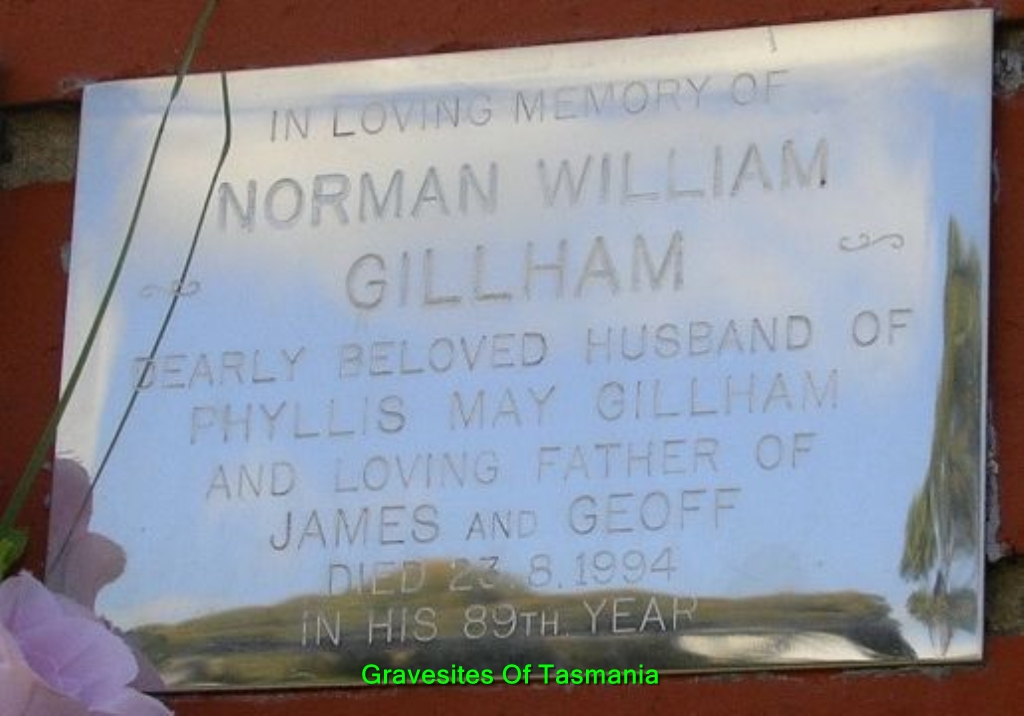 IN LOVING MEMORY OF
NORMAN WILLIAM
GILLHAM
DEARLY BELOVED HUSBAND OF
PHYLLIS MAY GILLHAM
AND LOVING FATHER OF
JAMES AND GEOFF
DIED 23.8.1994
IN HIS 89TH. YEAR
Gravesites Of Tasmania